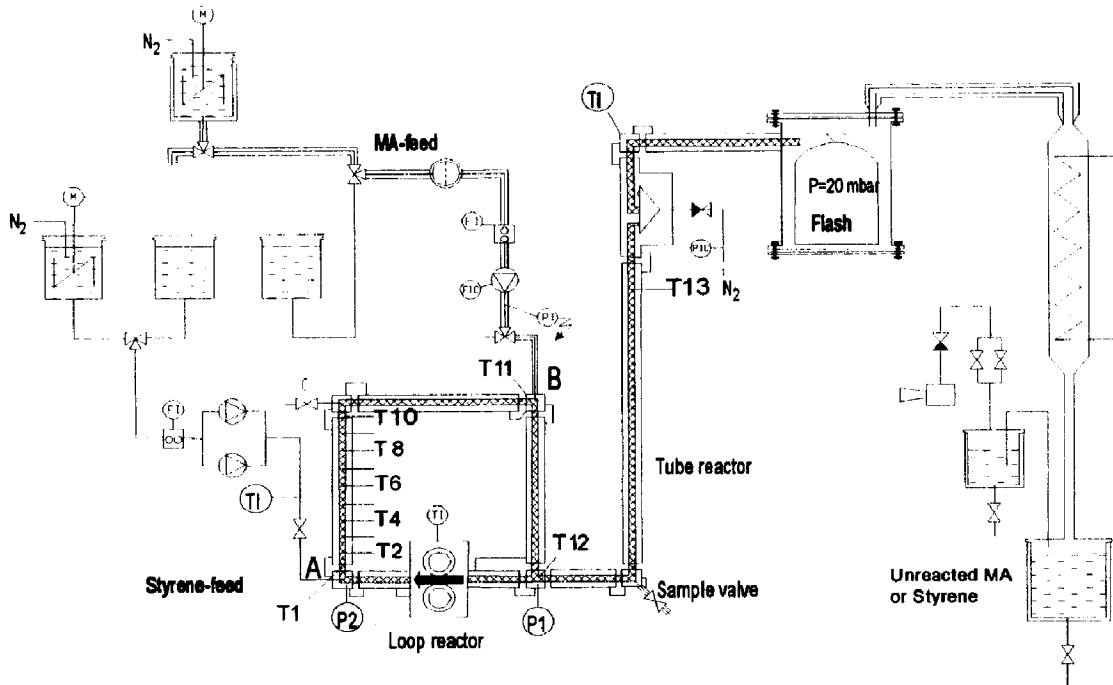 M
N2
MA-feed
TI
P=20 mbar
Flash
M
N2
FI
FIC
PI
PIC
T13 N2
T11
B
C
T10
T8
T6
T4
T2
FI
TI
TI
T12
Tube reactor
A
Styrene-feed
T1
P2
P1
Loop reactor
Sample valve
Unreacted MA
or Styrene